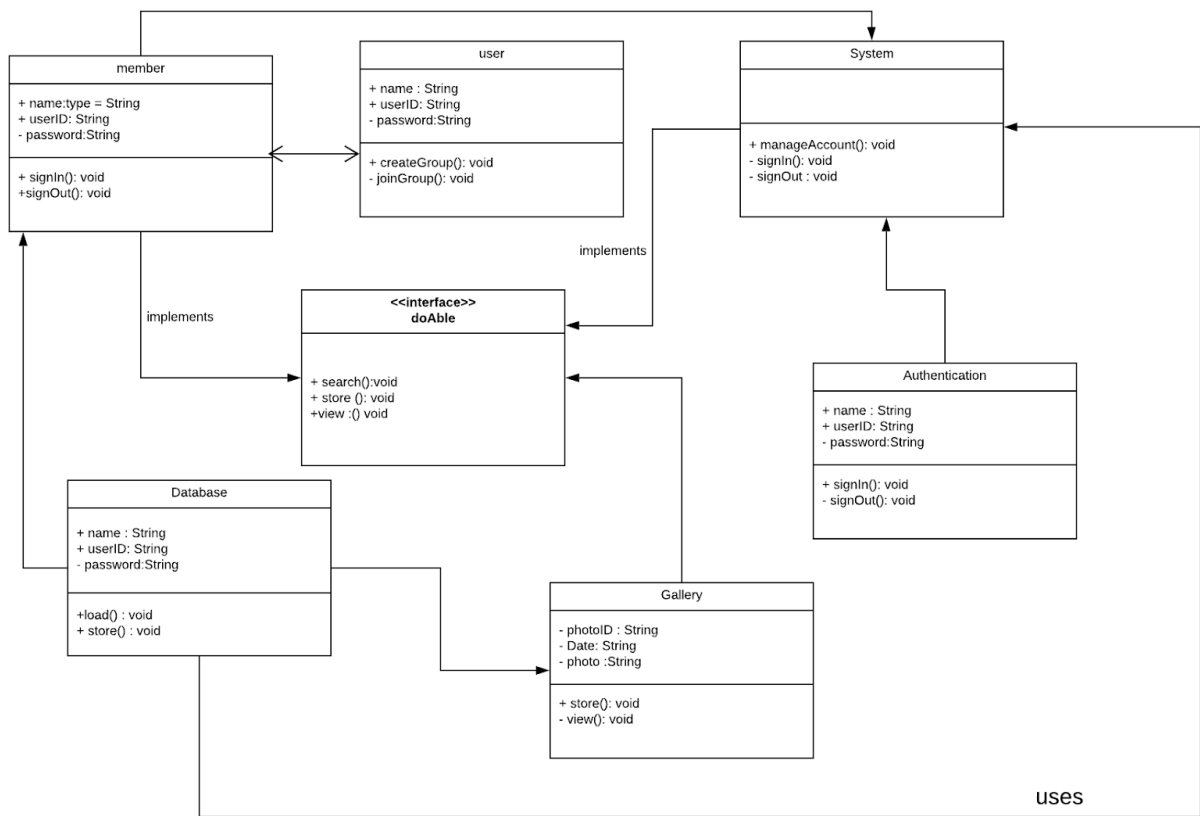 member
+ name:type = String
+ userID: String
- password:String
+ signIn(): void
+signOut(): void
user
+ name : String
+ userID: String
- password:String
+ createGroup(): void
- joinGroup(): void
System
+ manageAccount(): void
- signIn(): void
- signOut : void
implements
implements
<<interface>>
doAble
+ search():void
+ store (): void
+view :() void
Authentication
+ name : String
+ userID: String
- password:String
+ signIn(): void
- signOut(): void
Database
+ name : String
+ userID: String
- password:String
+load() : void
+ store() : void
Gallery
- photoID : String
- Date: String
- photo :String
+ store(): void
- view(): void
uses